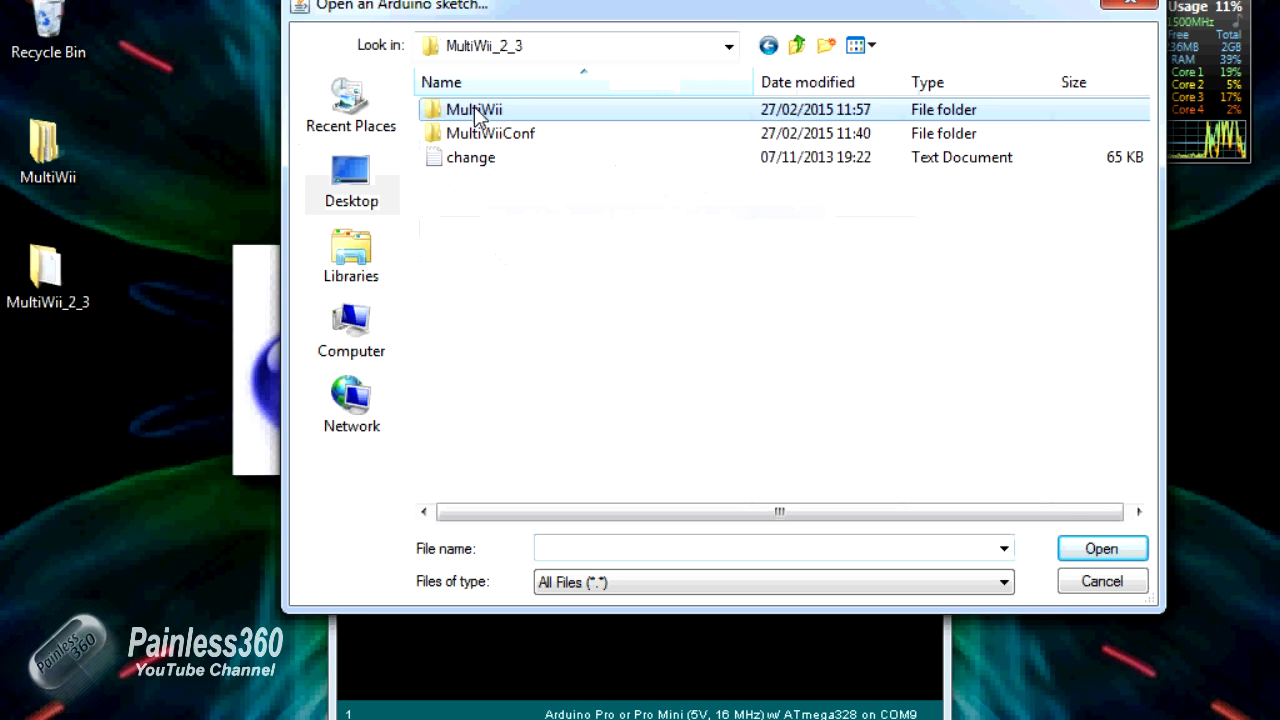 Open an Arduino sketch...
Usage 11%
1500MHz
Free Total
36MB 2GB
RAM 39%
Core 1 19%
Core 2 5%
Core 3 17%
Core 4 2%
Recycle Bin
MultiWii
MultiWii_2_3
Look in: MultiWii_2_3
Recent Places
Desktop
Libraries
Computer
Network
Name Date modified Type Size
MultiWii 27/02/2015 11:57 File folder
MultiWiiConf 27/02/2015 11:40 File folder
change 07/11/2013 19:22 Text Document 65 KB
File name: Open
Files of type: All Files (*.*) Cancel
Painless 360
Painless360
YouTube Channel
1 Arduino Pro or Pro Mini (5V, 16 MHz) w/ ATmega328 on COM9